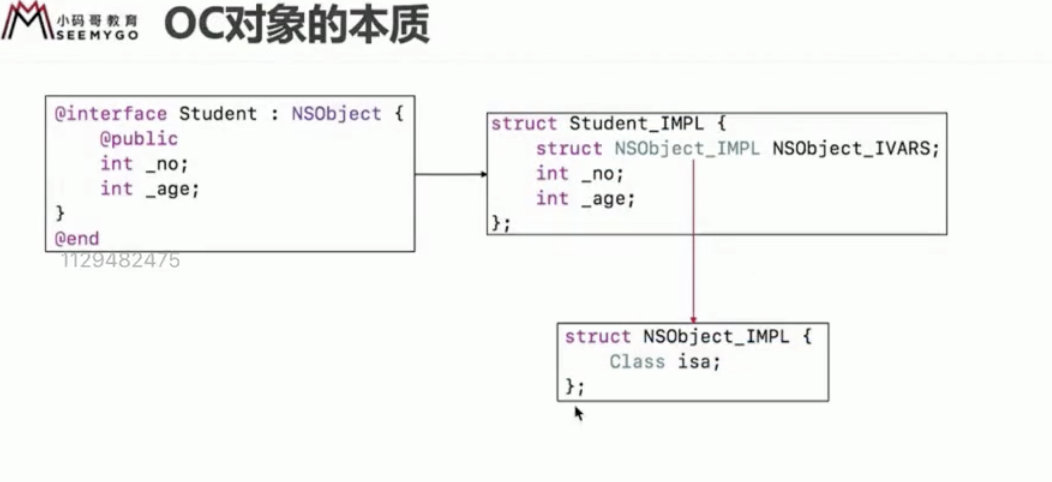 小码哥教育
SEEMYGO
OC对象的本质
@interface Student : NSObject {
@public
int _no;
int _age;
}
@end
1129482475
struct Student_IMPL {
struct NSObject_IMPL NSObject_IVARS;
int _no;
int _age;
};
struct NSObject_IMPL {
Class isa;
};